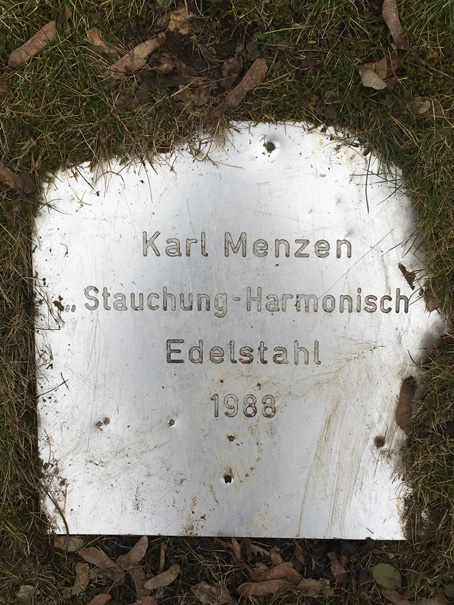 Karl Menzen
„Stauchung-Harmonisch"
Edelstahl
1988